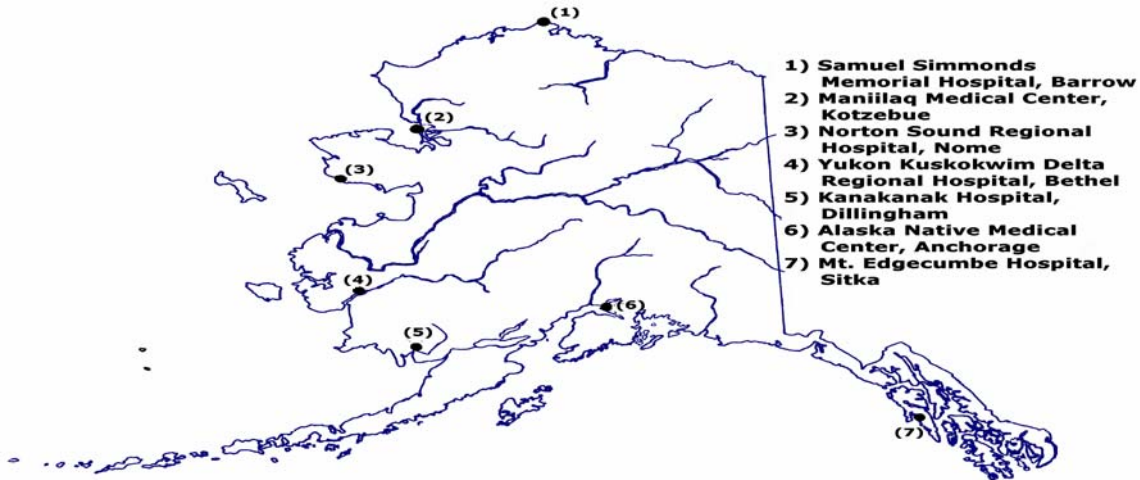 (1)
1) Samuel Simmonds
Memorial Hospital, Barrow
2) Maniilaq Medical Center,
Kotzebue
3) Norton Sound Regional
Hospital, Nome
4) Yukon Kuskokwim Delta
Regional Hospital, Bethel
5) Kanakanak Hospital,
Dillingham
6) Alaska Native Medical
Center, Anchorage
7) Mt. Edgecumbe Hospital,
Sitka
(2)
(3)
(4)
(6)
(5)
(7)